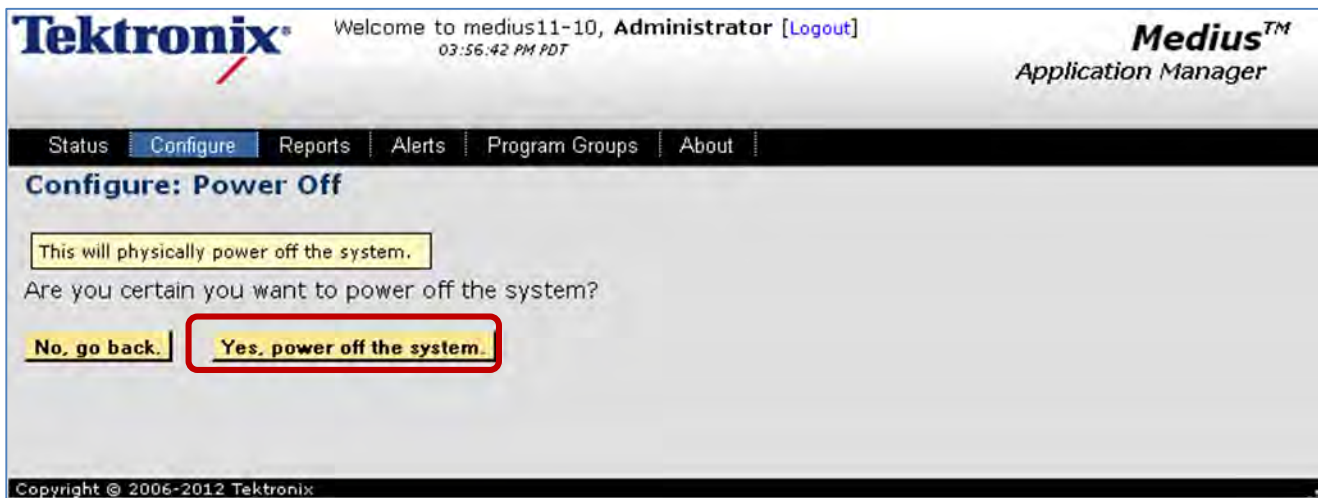 Tektronix®
Welcome to medius11-10, Administrator [Logout]
03:56:42 PM PDT
Medius™
Application Manager
Status Configure Reports Alerts Program Groups About
Configure: Power Off
This will physically power off the system.
Are you certain you want to power off the system?
No, go back. Yes, power off the system.
Copyright © 2006-2012 Tektronix